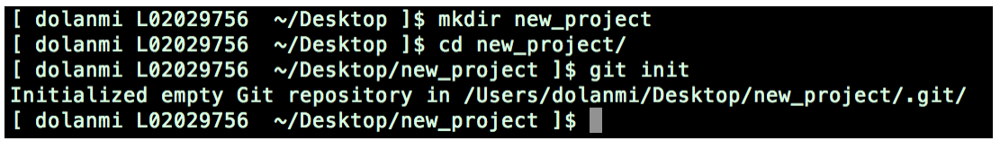 [ dolanmi L02029756  ~/Desktop ]$ mkdir new_project
[ dolanmi L02029756  ~/Desktop ]$ cd new_project/
[ dolanmi L02029756  ~/Desktop/new_project ]$ git init
Initialized empty Git repository in /Users/dolanmi/Desktop/new_project/.git/
[ dolanmi L02029756  ~/Desktop/new_project ]$